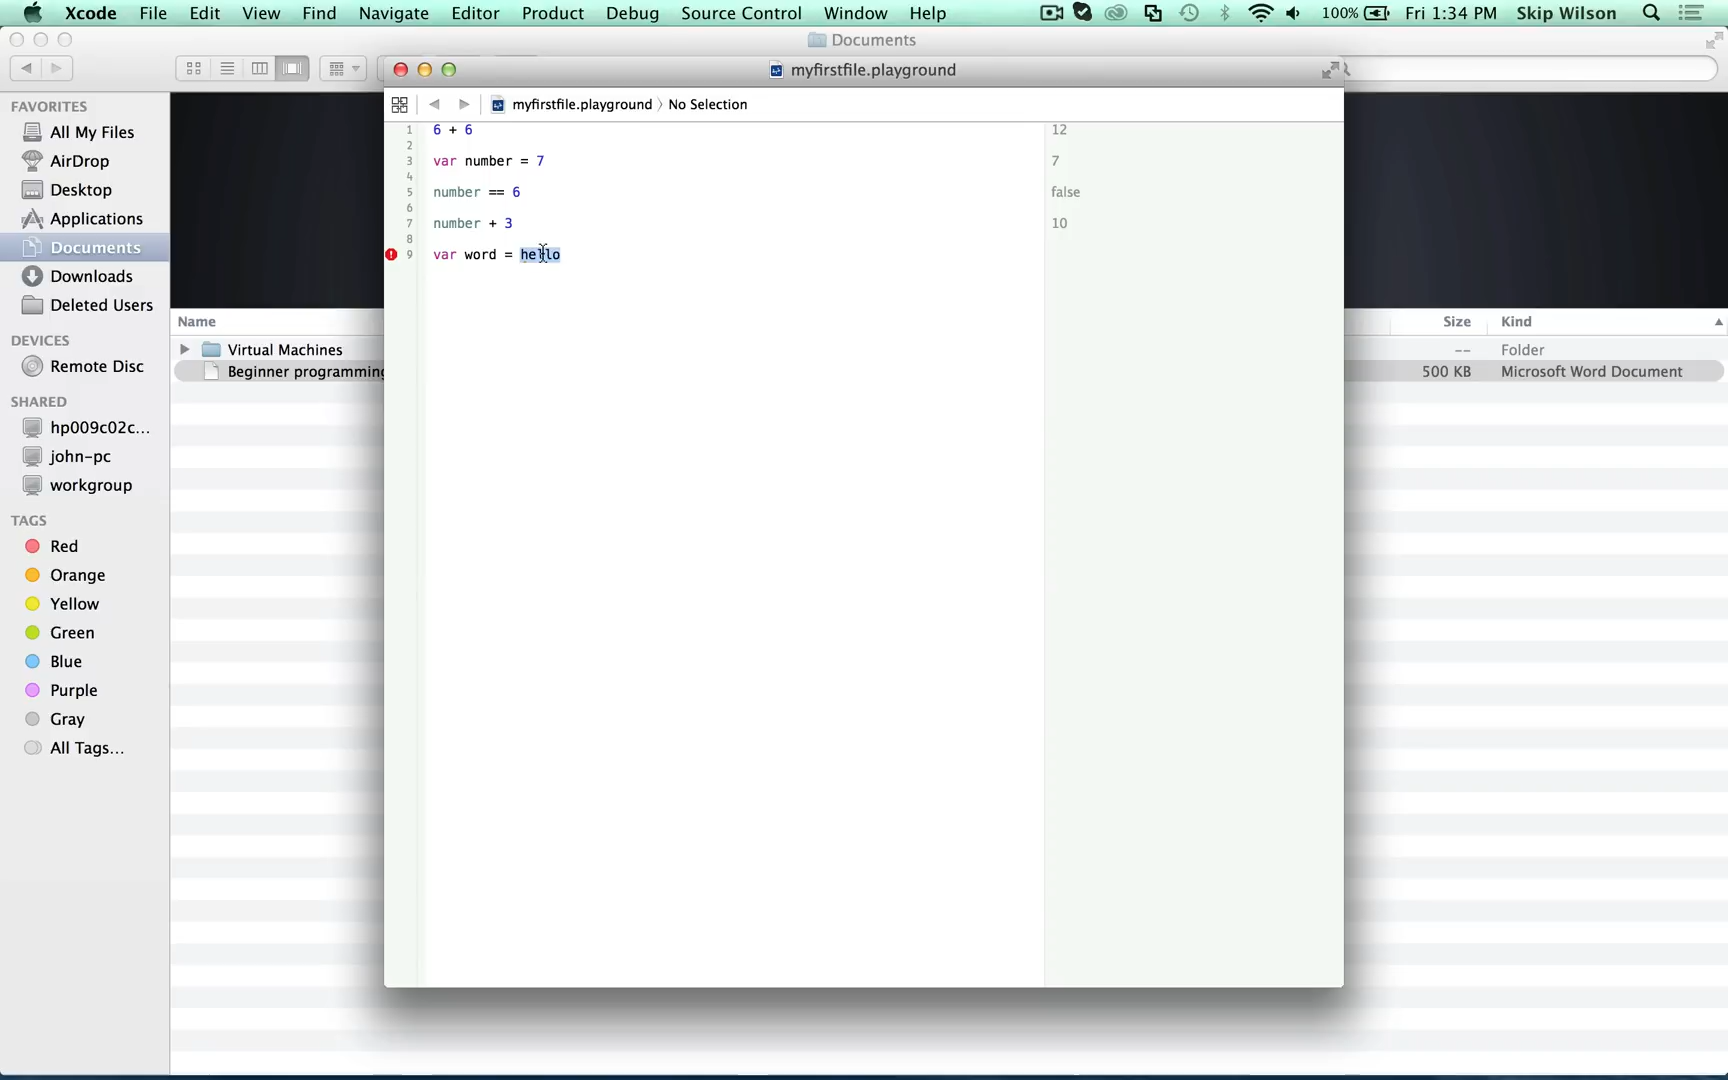 Xcode File Edit View Find Navigate Editor Product Debug Source Control Window Help 100% Fri 1:34 PM Skip Wilson
Documents
myfirstfile.playground
myfirstfile.playground No Selection
FAVORITES
All My Files
AirDrop
Desktop
Applications
Documents
Downloads
Deleted Users
DEVICES
Remote Disc
SHARED
hp009c02c...
john-pc
workgroup
TAGS
Red
Orange
Yellow
Green
Blue
Purple
Gray
All Tags...
Name
Virtual Machines
Beginner programming
1 6 + 6 12
2
3 var number = 7 7
4
5 number == 6 false
6
7 number + 3 10
8
9 var word = hello
Size Kind
-- Folder
500 KB Microsoft Word Document